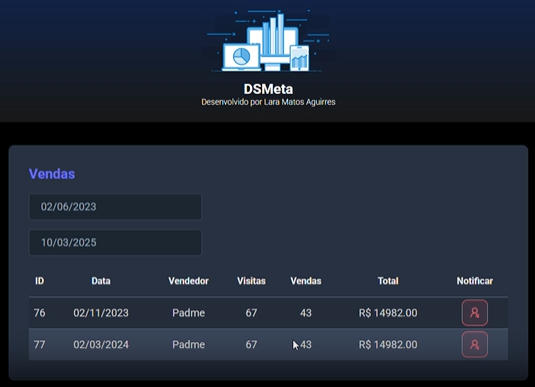 DSMeta
Desenvolvido por Lara Matos Aguirres
Vendas
02/06/2023
10/03/2025
ID Data Vendedor Visitas Vendas Total Notificar
76 02/11/2023 Padme 67 43 R$ 14982.00
77 02/03/2024 Padme 67 43 R$ 14982.00